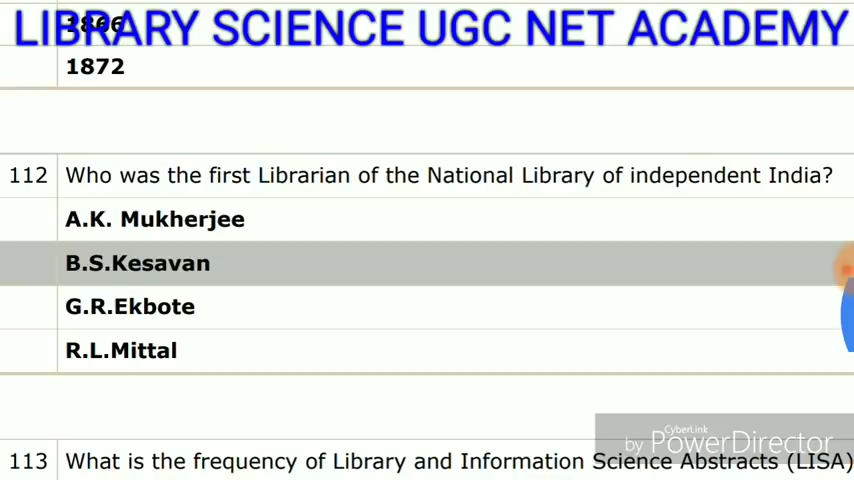 LIBRARY SCIENCE UGC NET ACADEMY
1866
1872
112 Who was the first Librarian of the National Library of independent India?
A.K. Mukherjee
B.S.Kesavan
G.R.Ekbote
R.L.Mittal
CyberLink
by PowerDirector
113 What is the frequency of Library and Information Science Abstracts (LISA)